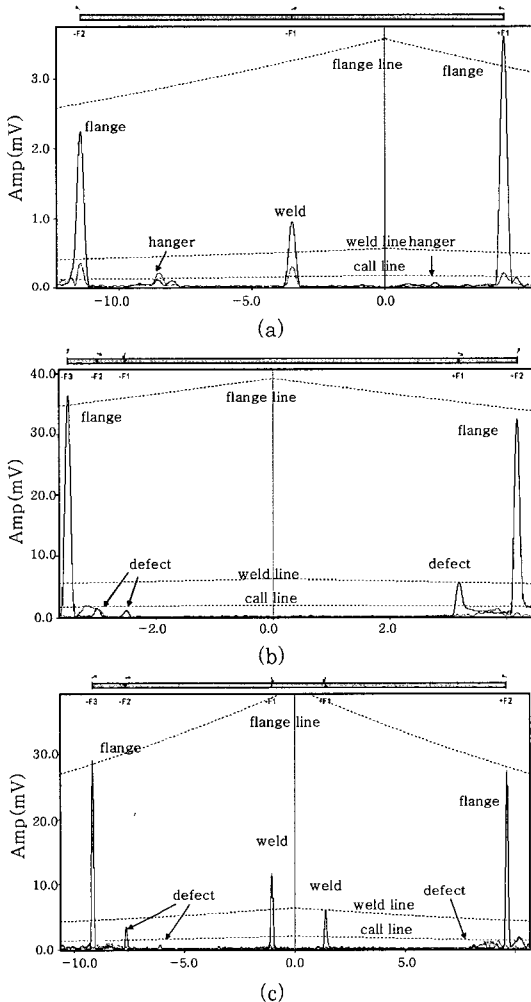 -F2 -F1 +F1
3.0
2.0
1.0
0.0
Amp(mV)
flange line
flange
flange
weld
hanger
weld line hanger
call line
-10.0 -5.0 0.0
(a)
-F3 -F2 -F1 +F1 +F2
40.0
30.0
20.0
10.0
0.0
Amp(mV)
flange
flange line
flange
defect
weld line
defect
call line
-2.0 0.0 2.0
(b)
-F3 -F2 -F1 +F1 +F2
30.0
20.0
10.0
0.0
Amp(mV)
flange line
flange
flange
weld
weld
defect
weld line
defect
call line
-10.0 -5.0 0.0 5.0
(c)